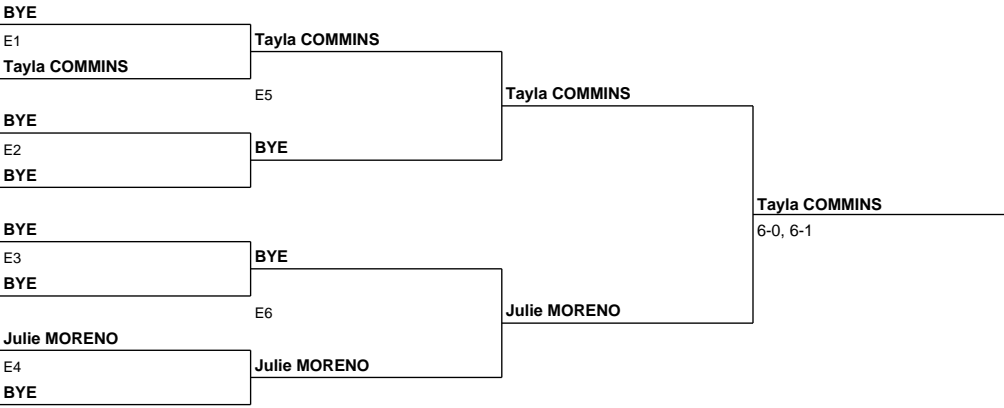 BYE
E1
Tayla COMMINS
Tayla COMMINS
E5
Tayla COMMINS
BYE
E2
BYE
BYE
Tayla COMMINS
6-0, 6-1
BYE
E3
BYE
BYE
E6
Julie MORENO
Julie MORENO
E4
Julie MORENO
BYE